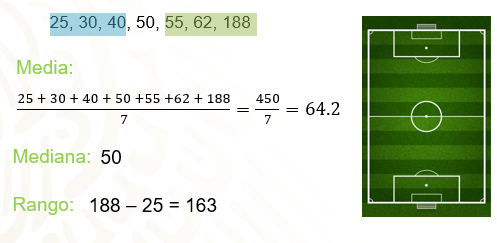 25, 30, 40, 50, 55, 62, 188
Media:
25 + 30 + 40 + 50 +55 +62 + 188
7
= 450
7
= 64.2
Mediana: 50
Rango: 188 – 25 = 163